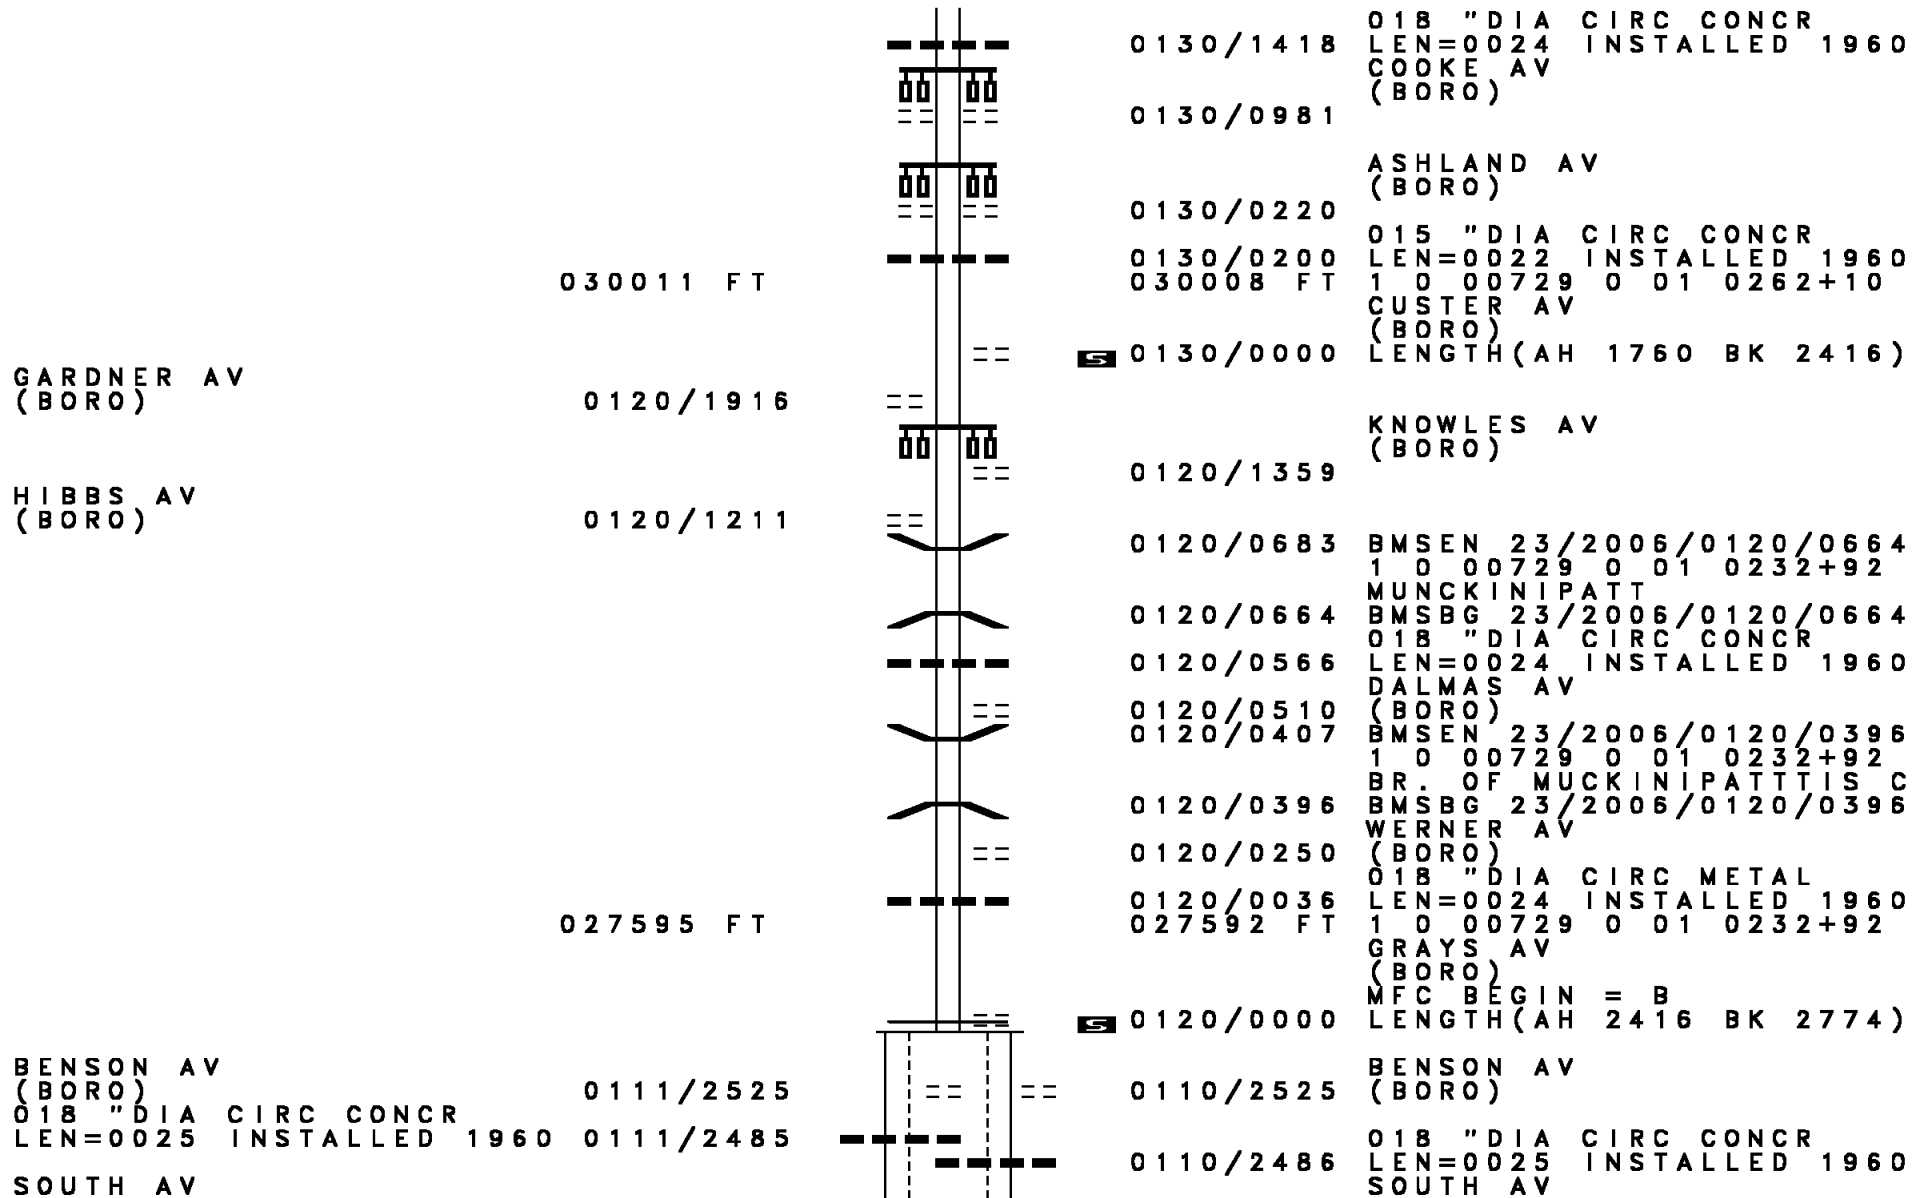 018 "DIA CIRC CONCR
0130/1418 LEN=0024 INSTALLED 1960
COOKE AV
(BORO)
0130/0981
ASHLAND AV
(BORO)
0130/0220
015 "DIA CIRC CONCR
0130/0200 LEN=0022 INSTALLED 1960
030011 FT 030008 FT 1 0 00729 0 01 0262+10
CUSTER AV
(BORO)
S 0130/0000 LENGTH(AH 1760 BK 2416)
GARDNER AV
(BORO) 0120/1916
KNOWLES AV
(BORO)
0120/1359
HIBBS AV
(BORO) 0120/1211
0120/0683 BMSEN 23/2006/0120/0664
1 0 00729 0 01 0232+92
MUNCKINIPATT
0120/0664 BMSBG 23/2006/0120/0664
018 "DIA CIRC CONCR
0120/0566 LEN=0024 INSTALLED 1960
DALMAS AV
0120/0510 (BORO)
0120/0407 BMSEN 23/2006/0120/0396
1 0 00729 0 01 0232+92
BR. OF MUCKINIPATTTIS C
0120/0396 BMSBG 23/2006/0120/0396
WERNER AV
0120/0250 (BORO)
018 "DIA CIRC METAL
0120/0036 LEN=0024 INSTALLED 1960
027595 FT 027592 FT 1 0 00729 0 01 0232+92
GRAYS AV
(BORO)
MFC BEGIN = B
S 0120/0000 LENGTH(AH 2416 BK 2774)
BENSON AV BENSON AV
(BORO) 0111/2525 0110/2525 (BORO)
018 "DIA CIRC CONCR
LEN=0025 INSTALLED 1960 0111/2485 018 "DIA CIRC CONCR
0110/2486 LEN=0025 INSTALLED 1960
SOUTH AV SOUTH AV